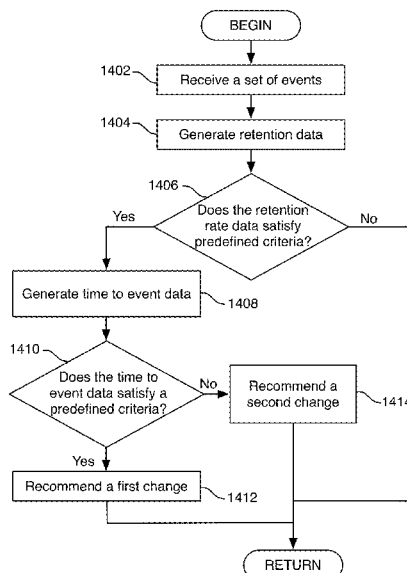 BEGIN
1402
Receive a set of events
1404
Generate retention data
1406
Does the retention
rate data satisfy
predefined criteria?
Yes
No
Generate time to event data
1408
1410
Does the time to
event data satisfy a
predefined criteria?
No
Recommend a
second change
1414
Yes
Recommend a first change
1412
RETURN